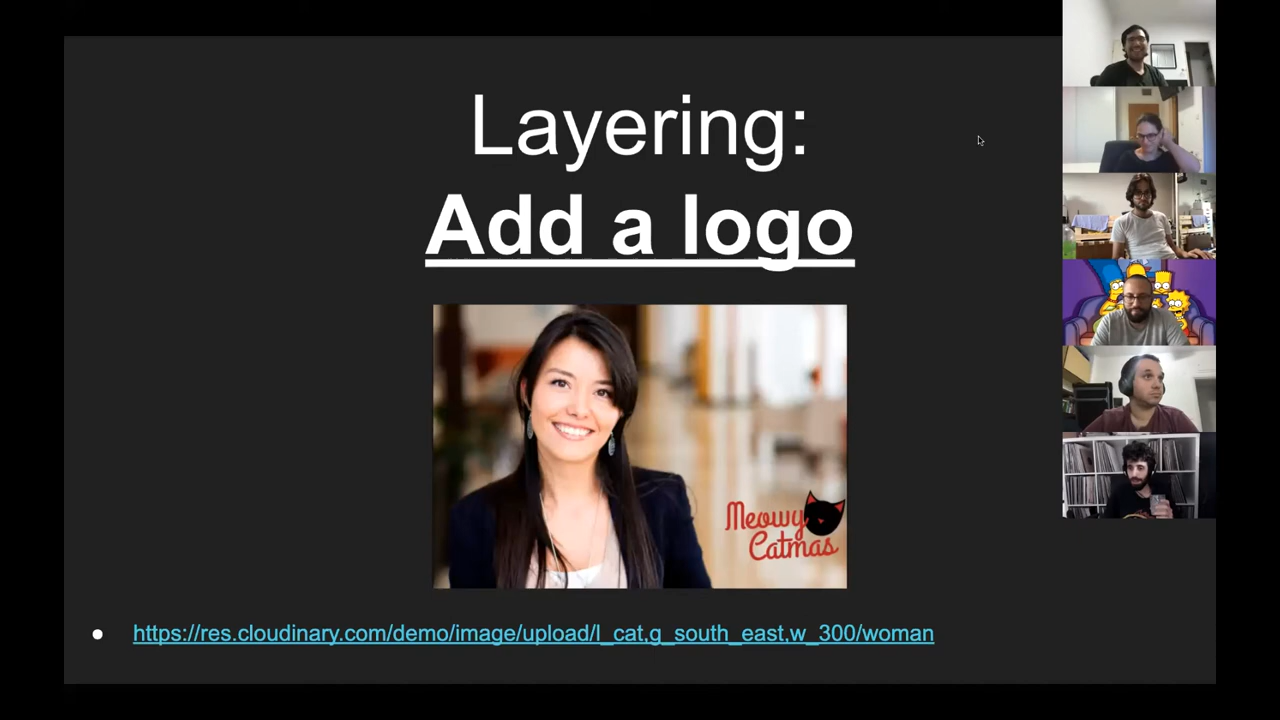 Layering:
Add a logo
Meowy
Catmas
https://res.cloudinary.com/demo/image/upload/l_cat,g_south_east,w_300/woman